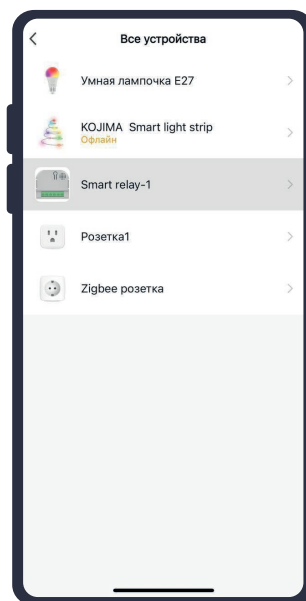 Все устройства
Умная лампочка E27
KOJIMA Smart light strip
Офлайн
Smart relay-1
Розетка1
Zigbee розетка